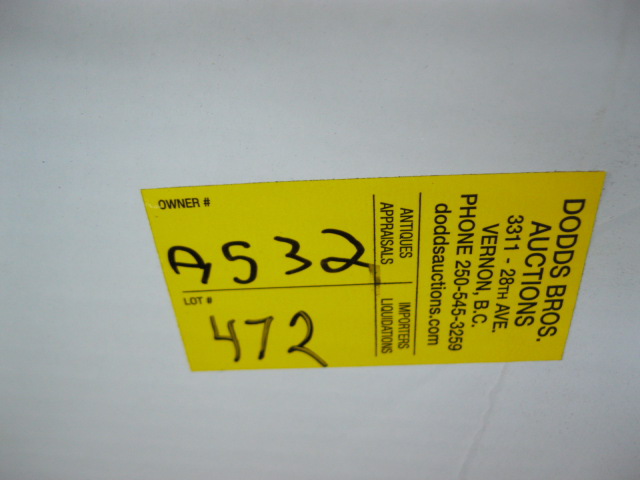 DODDS BROS.
AUCTIONS
3311 - 28TH AVE.
VERNON, B.C.
PHONE 250-545-3259
doddsauctions.com
ANTIQUES IMPORTERS
APPRAISALS LIQUIDATIONS
OWNER #
A532
LOT #
472